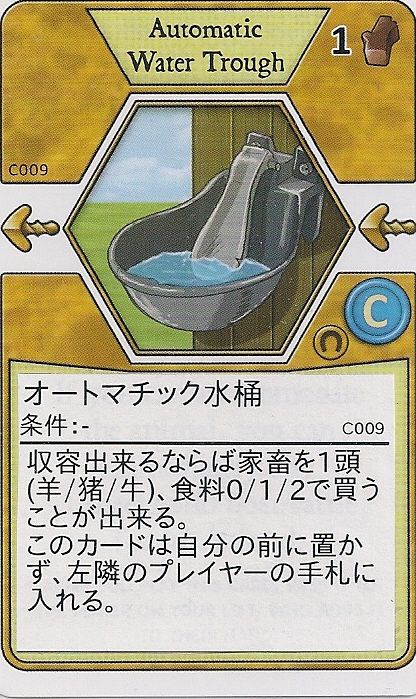 Automatic
Water Trough
1
C009
C
オートマチック水桶
条件：-
C009
収容出来るならば家畜を1頭
(羊/猪/牛)、食料0/1/2で買う
ことが出来る。
このカードは自分の前に置か
ず、左隣のプレイヤーの手札に
入れる。